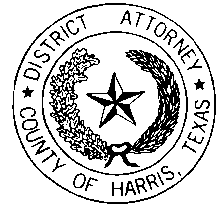 DISTRICT ATTORNEY
COUNTY OF HARRIS, TEXAS